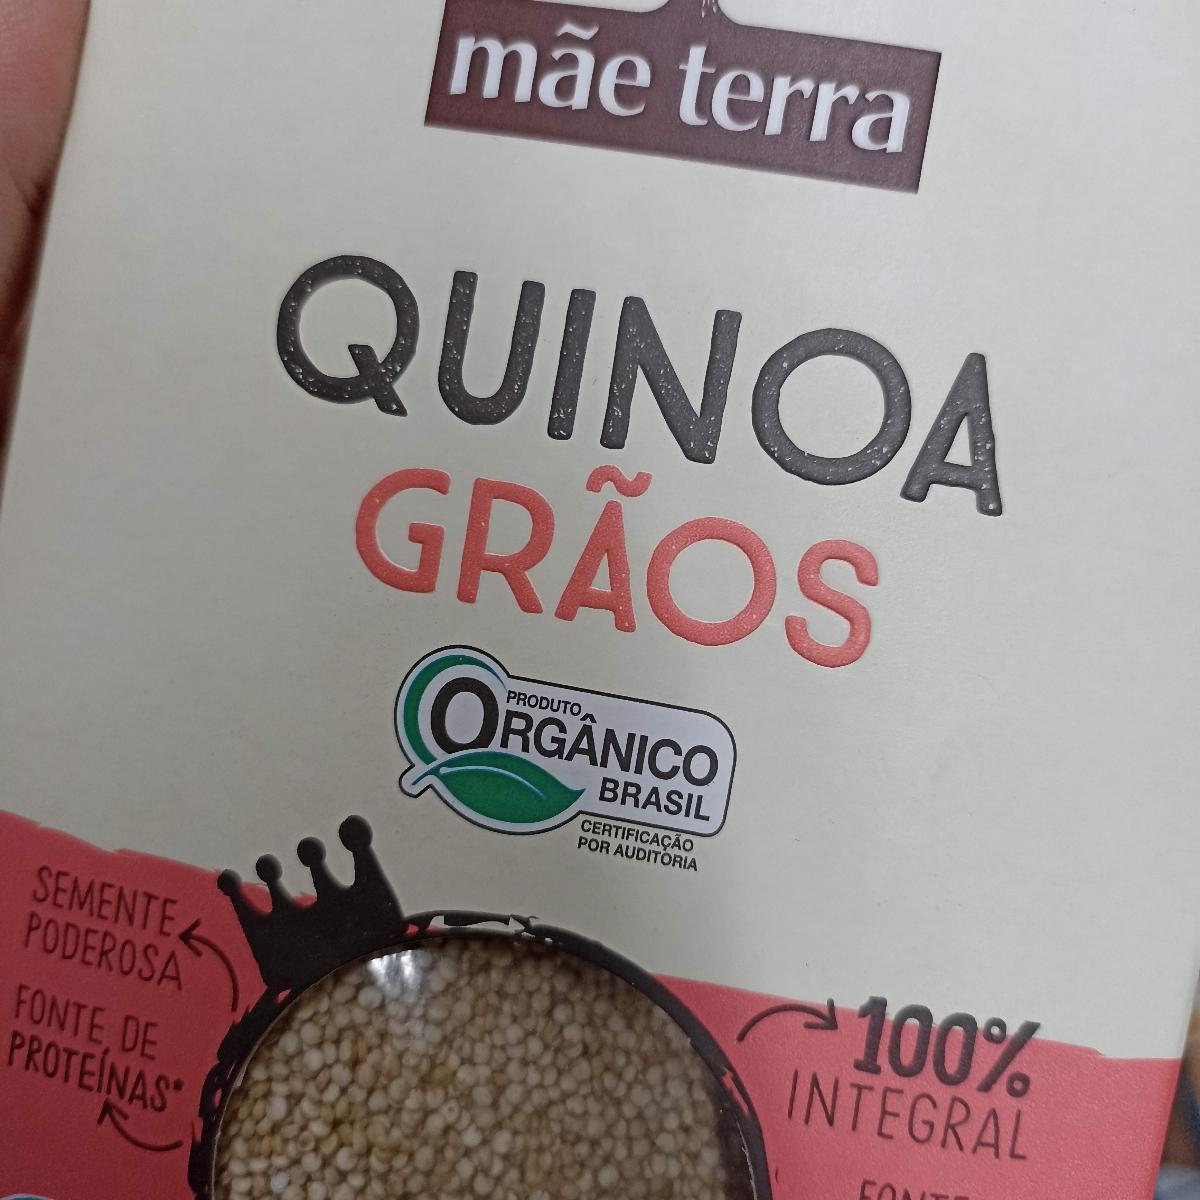 mãe terra
QUINOA
GRÃOS
PRODUTO
ORGÂNICO
BRASIL
CERTIFICAÇÃO
POR AUDITORIA
SEMENTE
PODEROSA
FONTE DE
PROTEÍNAS*
100%
INTEGRAL